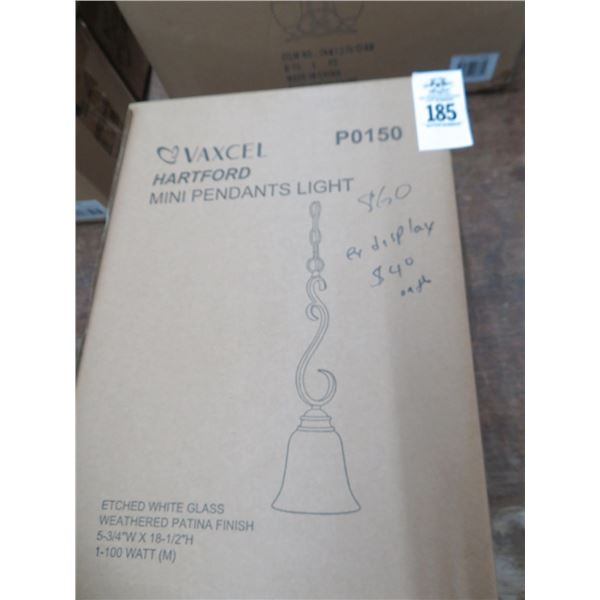 185
VAXCEL
P0150
HARTFORD
MINI PENDANTS LIGHT
$60
ex display
$40
ETCHED WHITE GLASS
WEATHERED PATINA FINISH
5-3/4"W X 18-1/2"H
1-100 WATT (M)